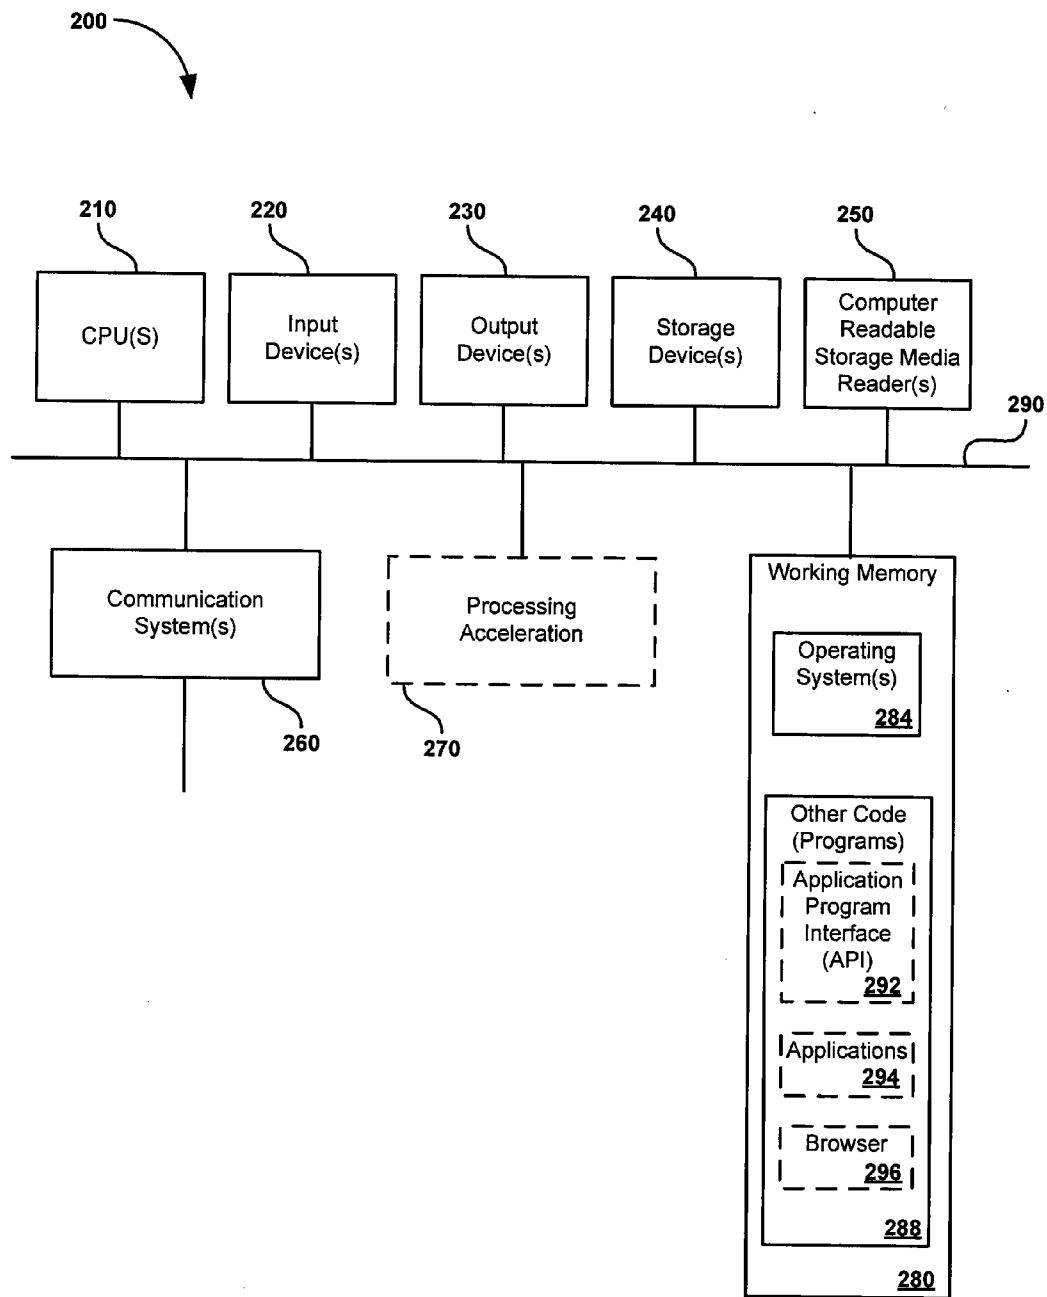 200
210
220
230
240
250
CPU(S)
Input
Device(s)
Output
Device(s)
Storage
Device(s)
Computer
Readable
Storage Media
Reader(s)
290
Communication
System(s)
260
Processing
Acceleration
270
Working Memory
Operating
System(s)
284
Other Code
(Programs)
Application
Program
Interface
(API)
292
Applications
294
Browser
296
288
280